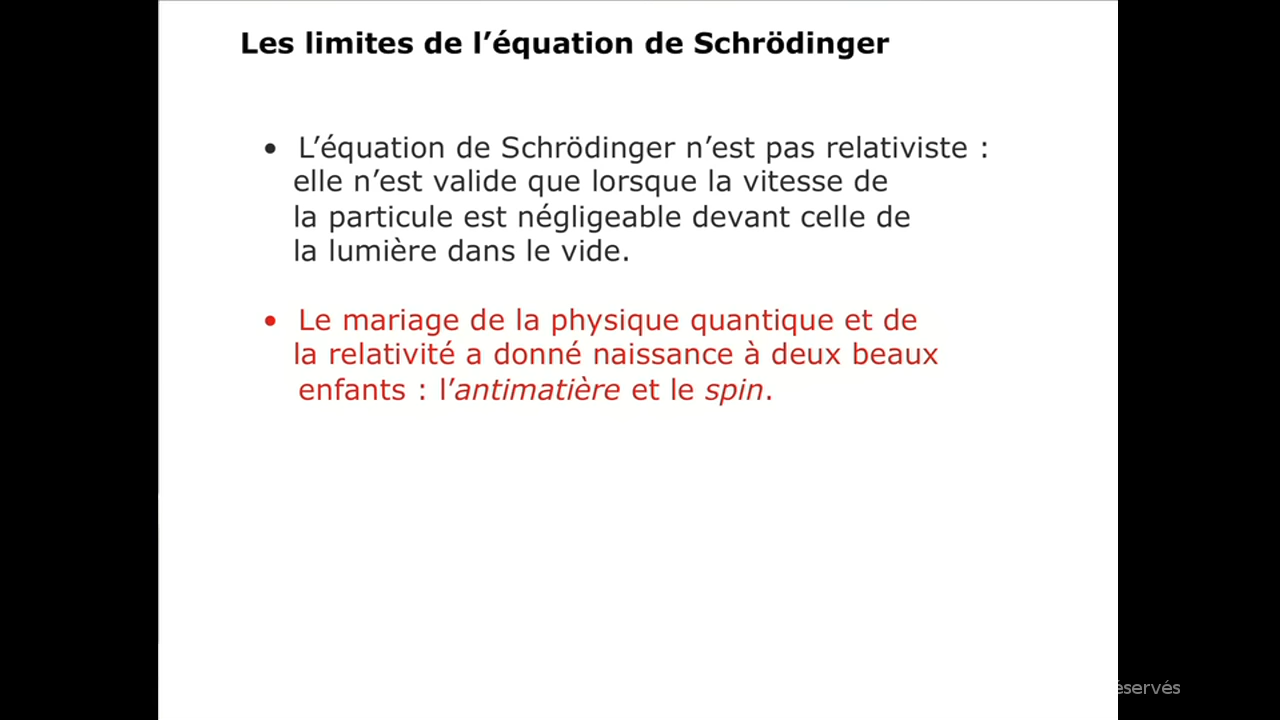 Les limites de l’équation de Schrödinger
• L’équation de Schrödinger n’est pas relativiste :
elle n’est valide que lorsque la vitesse de
la particule est négligeable devant celle de
la lumière dans le vide.
• Le mariage de la physique quantique et de
la relativité a donné naissance à deux beaux
enfants : l’antimatière et le spin.
éservés